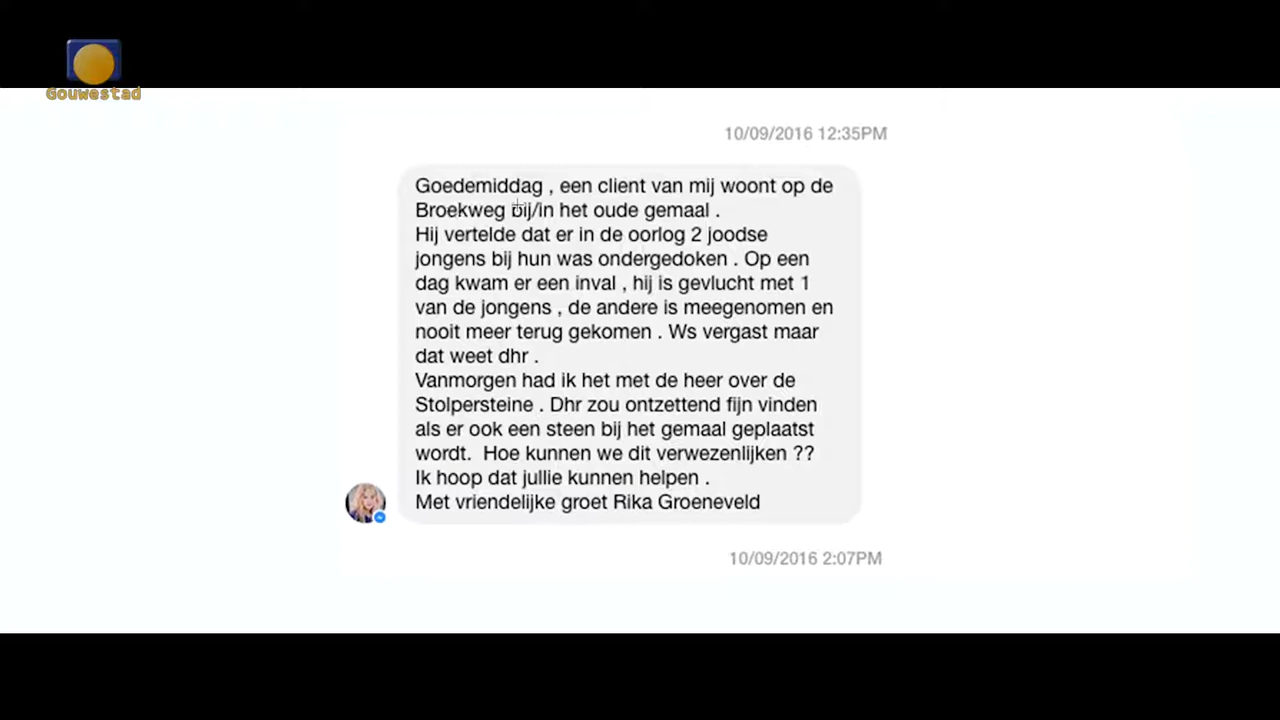 Gouwestad
10/09/2016 12:35PM
Goedemiddag , een client van mij woont op de
Broekweg bij/in het oude gemaal .
Hij vertelde dat er in de oorlog 2 joodse
jongens bij hun was ondergedoken . Op een
dag kwam er een inval , hij is gevlucht met 1
van de jongens , de andere is meegenomen en
nooit meer terug gekomen . Ws vergast maar
dat weet dhr .
Vanmorgen had ik het met de heer over de
Stolpersteine . Dhr zou ontzettend fijn vinden
als er ook een steen bij het gemaal geplaatst
wordt.  Hoe kunnen we dit verwezenlijken ??
Ik hoop dat jullie kunnen helpen .
Met vriendelijke groet Rika Groeneveld
10/09/2016 2:07PM